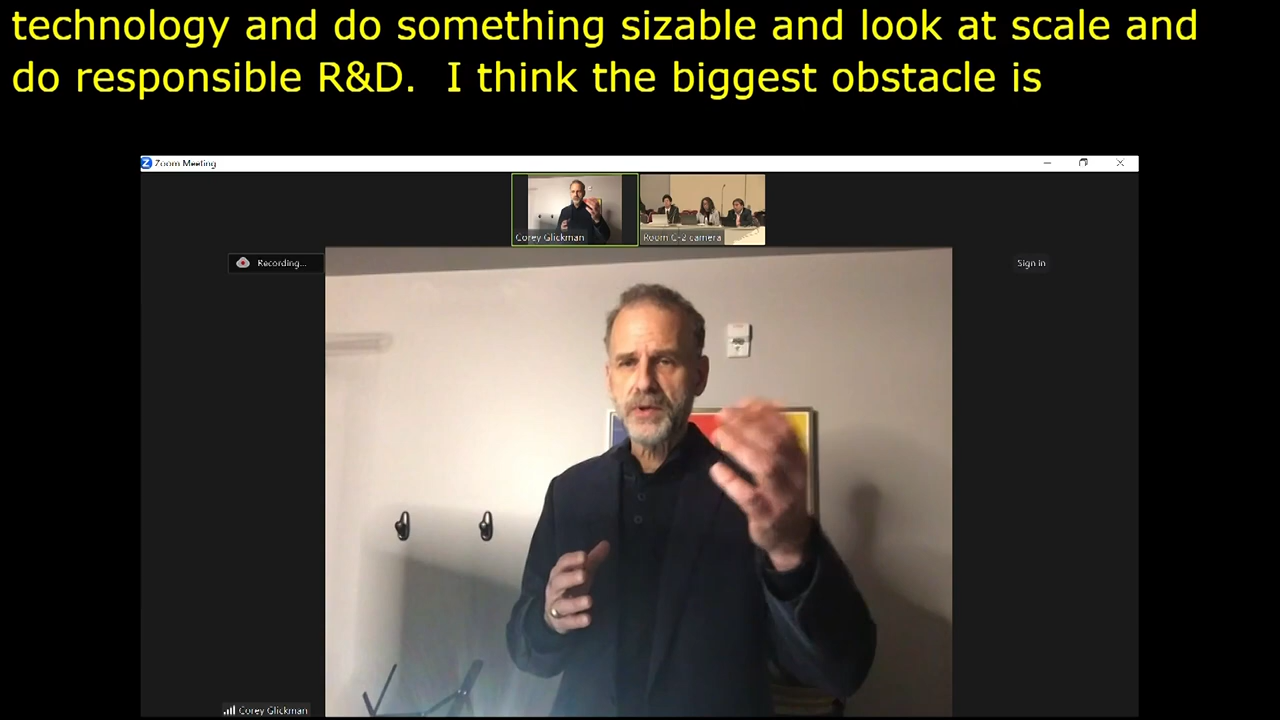 technology and do something sizable and look at scale and
do responsible R&D.  I think the biggest obstacle is
Zoom Meeting
Corey Glickman
Room C-2 camera
Recording...
Sign in
Corey Glickman